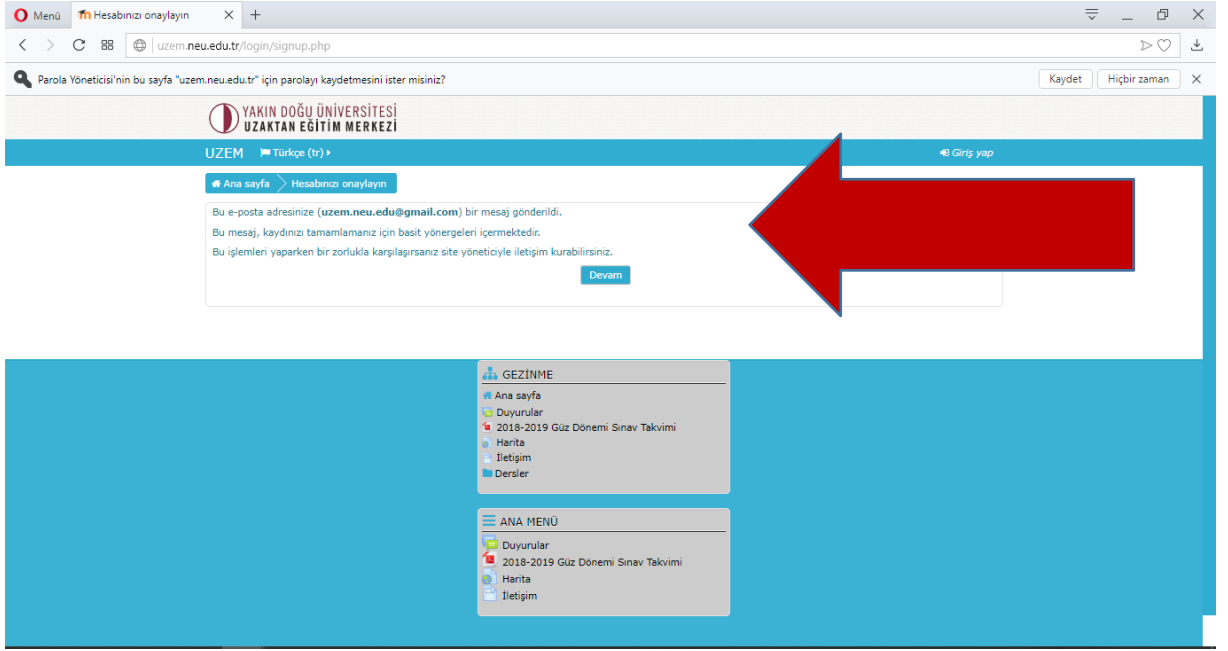 Menü
Hesabınızı onaylayın
uzem.neu.edu.tr/login/signup.php
Parola Yöneticisi'nin bu sayfa "uzem.neu.edu.tr" için parolayı kaydetmesini ister misiniz?
Kaydet
Hiçbir zaman
YAKIN DOĞU ÜNİVERSİTESİ
UZAKTAN EĞİTİM MERKEZİ
UZEM
Türkçe (tr)
Giriş yap
Ana sayfa
Hesabınızı onaylayın
Bu e-posta adresinize (uzem.neu.edu@gmail.com) bir mesaj gönderildi.
Bu mesaj, kaydınızı tamamlamanız için basit yönergeleri içermektedir.
Bu işlemleri yaparken bir zorlukla karşılaşırsanız site yöneticiyle iletişim kurabilirsiniz.
Devam
GEZİNME
Ana sayfa
Duyurular
2018-2019 Güz Dönemi Sınav Takvimi
Harita
İletişim
Dersler
ANA MENÜ
Duyurular
2018-2019 Güz Dönemi Sınav Takvimi
Harita
İletişim